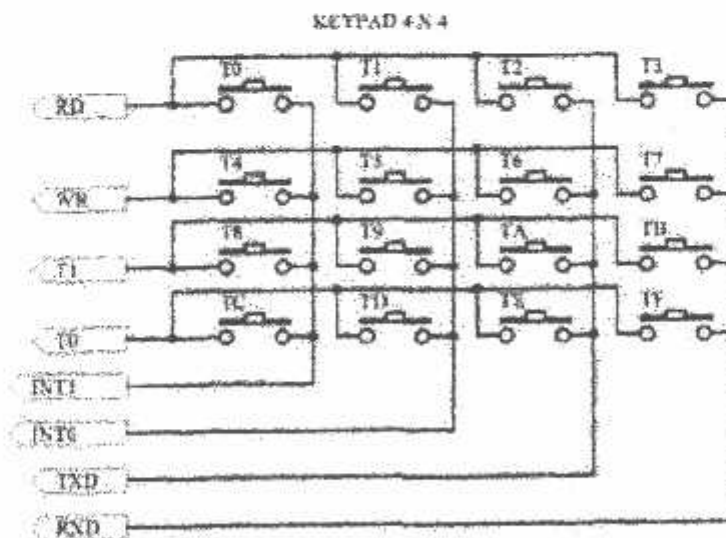 KEYPAD 4 X 4
T0 T1 T2 T3
RD
T4 T5 T6 T7
WR
T8 T9 TA TB
T1
TC TD TE TF
T0
INT1
INT0
TXD
RXD